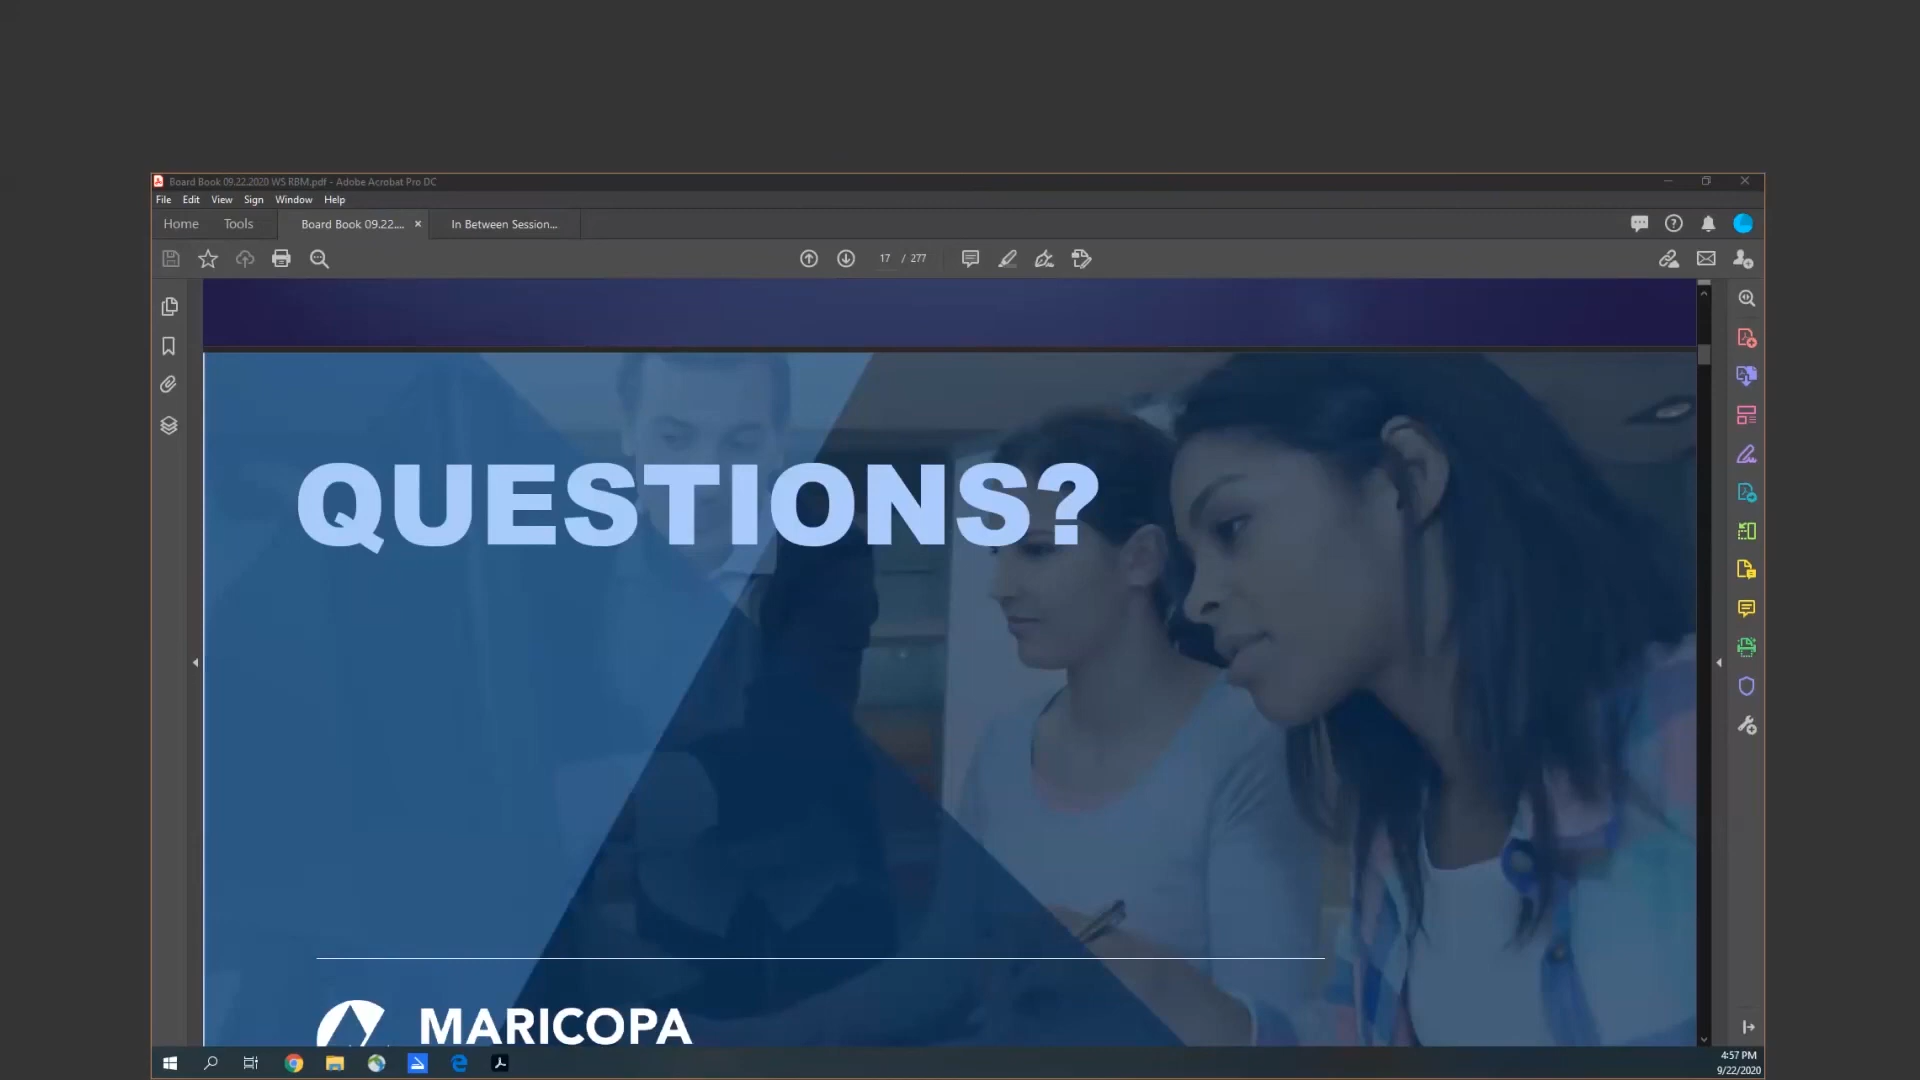 Board Book 09.22.2020 WS RBM.pdf - Adobe Acrobat Pro DC
File Edit View Sign Window Help
Home Tools Board Book 09.22.... × In Between Session...
17 / 277
QUESTIONS?
MARICOPA
4:57 PM
9/22/2020